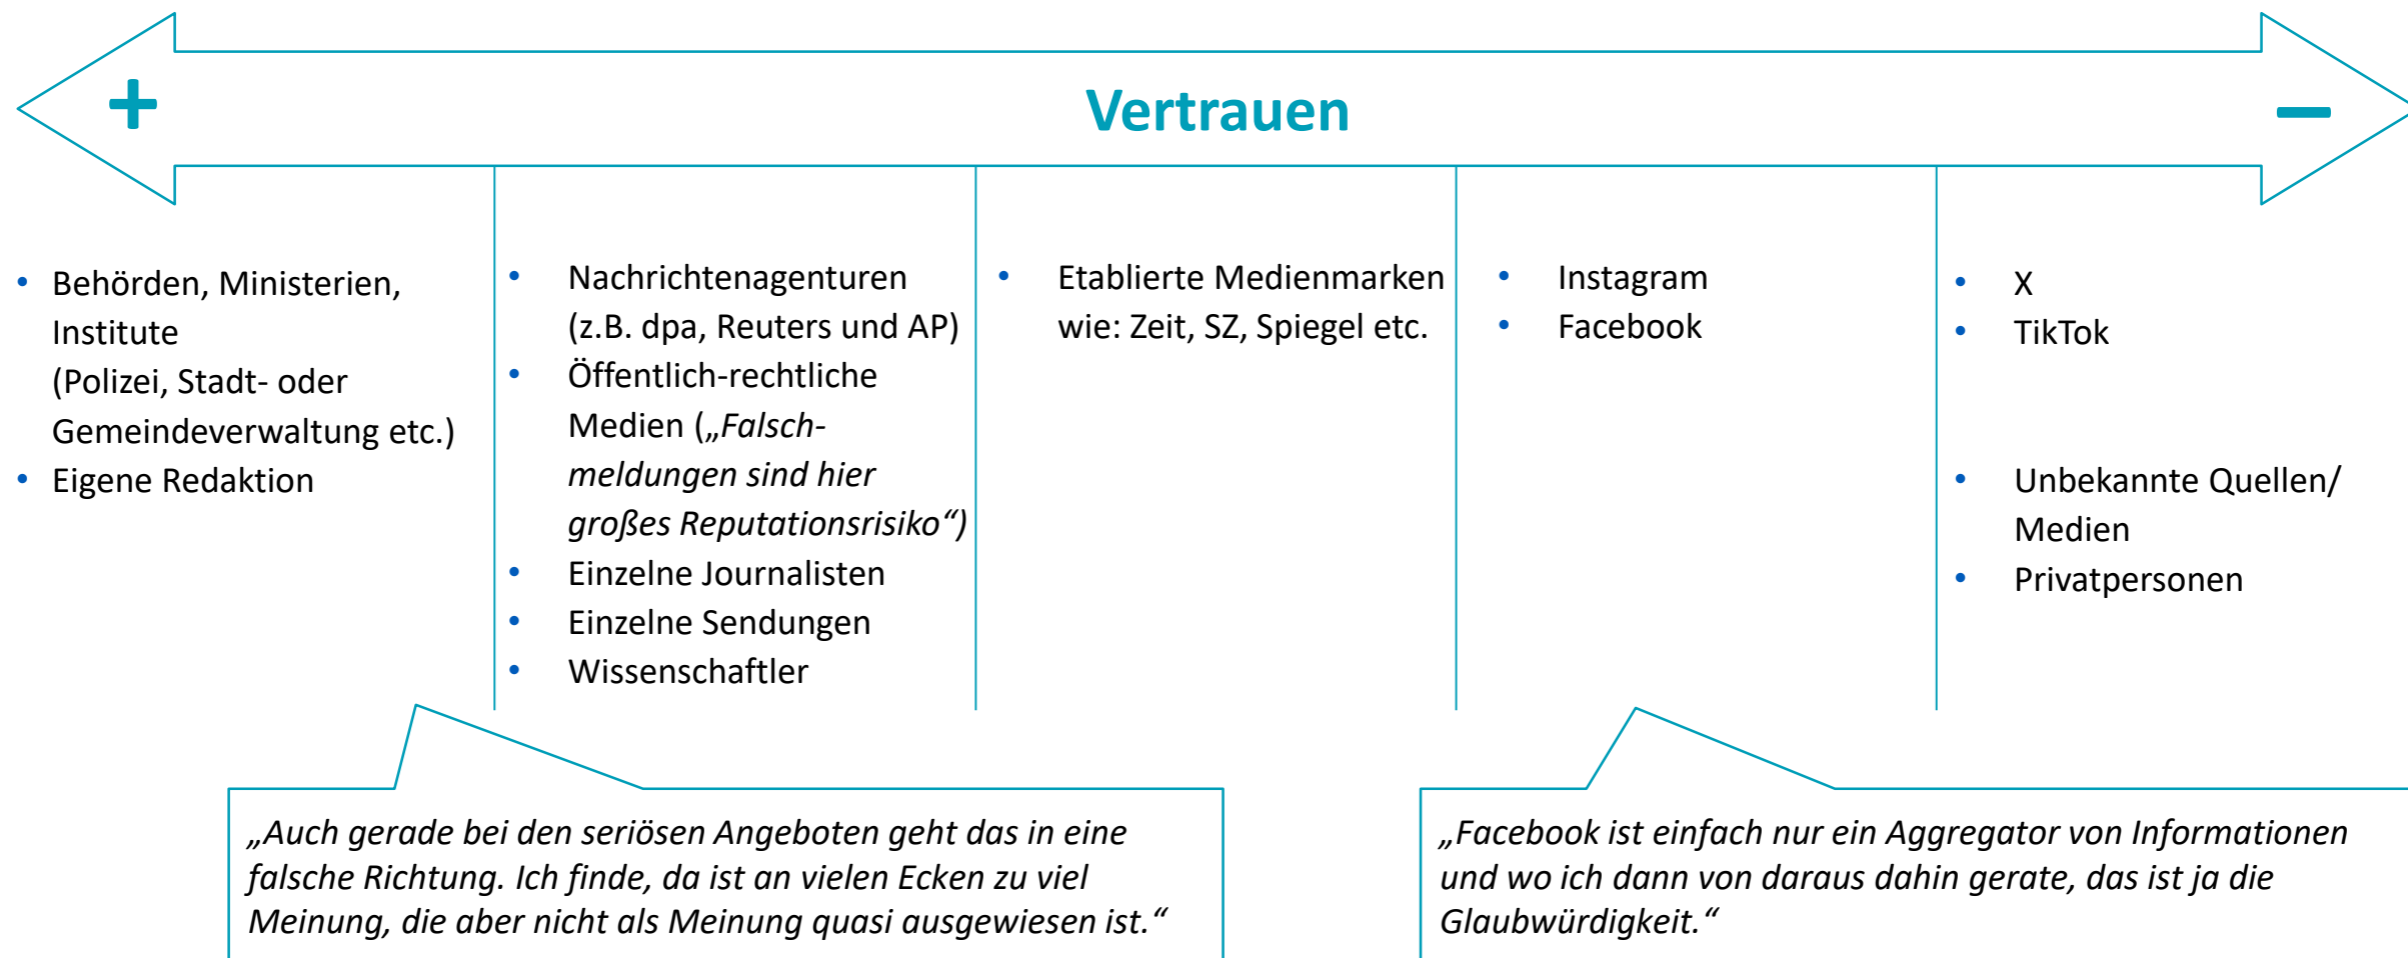 +
Vertrauen
–
• Behörden, Ministerien,
Institute
(Polizei, Stadt- oder
Gemeindeverwaltung etc.)
• Eigene Redaktion
• Nachrichtenagenturen
(z.B. dpa, Reuters und AP)
• Öffentlich-rechtliche
Medien („Falsch-
meldungen sind hier
großes Reputationsrisiko“)
• Einzelne Journalisten
• Einzelne Sendungen
• Wissenschaftler
• Etablierte Medienmarken
wie: Zeit, SZ, Spiegel etc.
• Instagram
• Facebook
• X
• TikTok
• Unbekannte Quellen/
Medien
• Privatpersonen
„Auch gerade bei den seriösen Angeboten geht das in eine
falsche Richtung. Ich finde, da ist an vielen Ecken zu viel
Meinung, die aber nicht als Meinung quasi ausgewiesen ist.“
„Facebook ist einfach nur ein Aggregator von Informationen
und wo ich dann von daraus dahin gerate, das ist ja die
Glaubwürdigkeit.“